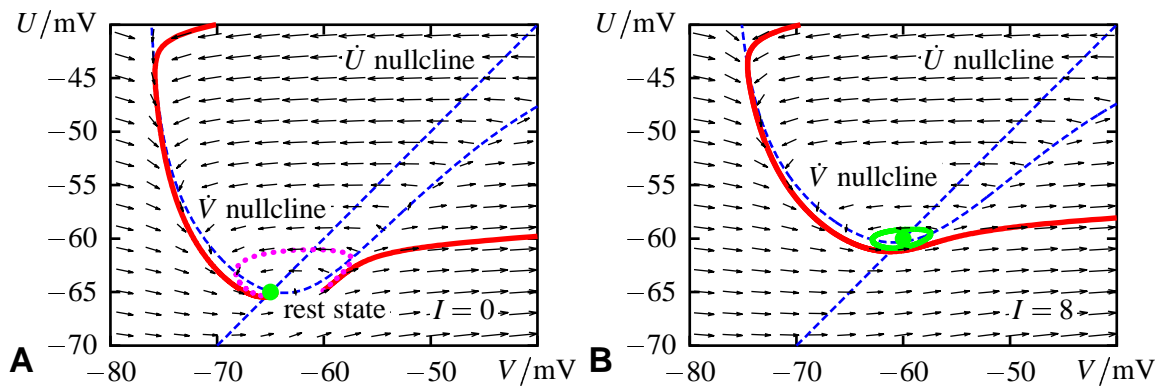 U/mV
U̇ nullcline
V̇ nullcline
rest state
I = 0
−45
−50
−55
−60
−65
−70
−80
−70
−60
−50
V/mV
A
U/mV
U̇ nullcline
V̇ nullcline
I = 8
−45
−50
−55
−60
−65
−70
−80
−70
−60
−50
V/mV
B